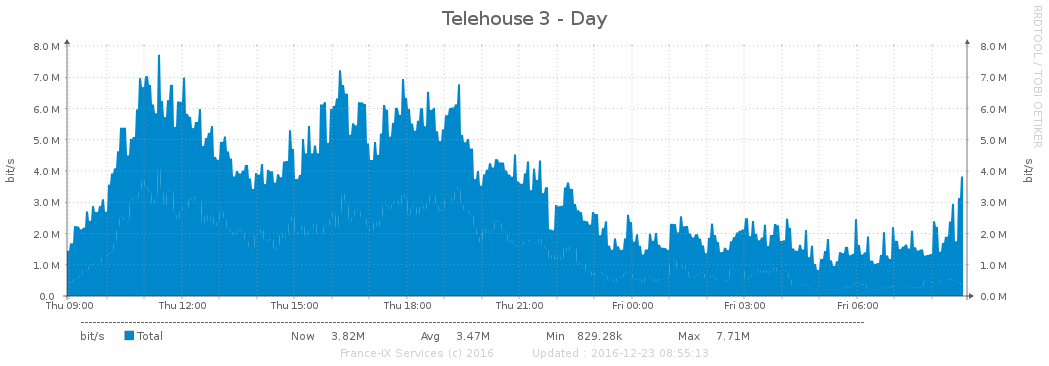 Telehouse 3 - Day
RRDTOOL / TOBI OETIKER
bit/s
bit/s
8.0 M 8.0 M
7.0 M 7.0 M
6.0 M 6.0 M
5.0 M 5.0 M
4.0 M 4.0 M
3.0 M 3.0 M
2.0 M 2.0 M
1.0 M 1.0 M
0.0 0.0 M
Thu 09:00 Thu 12:00 Thu 15:00 Thu 18:00 Thu 21:00 Fri 00:00 Fri 03:00 Fri 06:00
bit/s Total Now 3.82M Avg 3.47M Min 829.28k Max 7.71M
France-IX Services (c) 2016 Updated : 2016-12-23 08:55:13